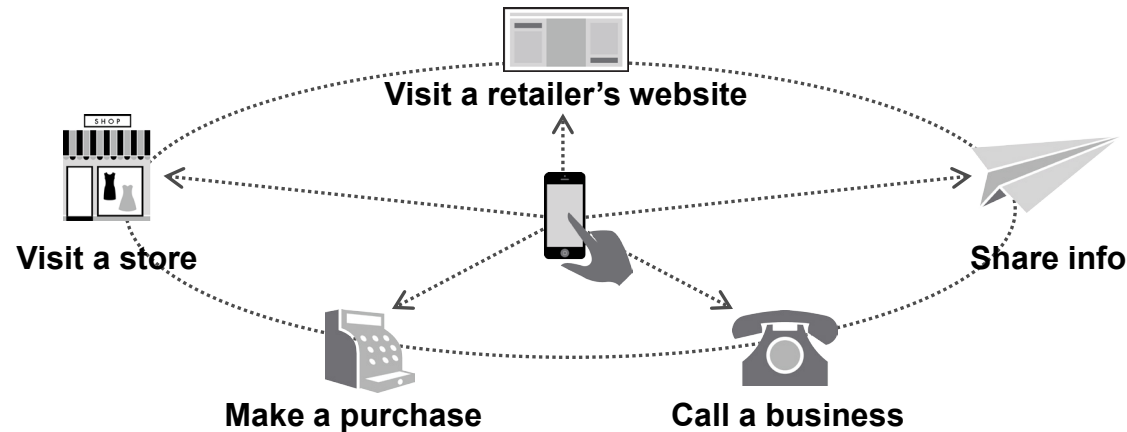 Visit a retailer’s website
SHOP
Visit a store
Share info
Make a purchase
Call a business